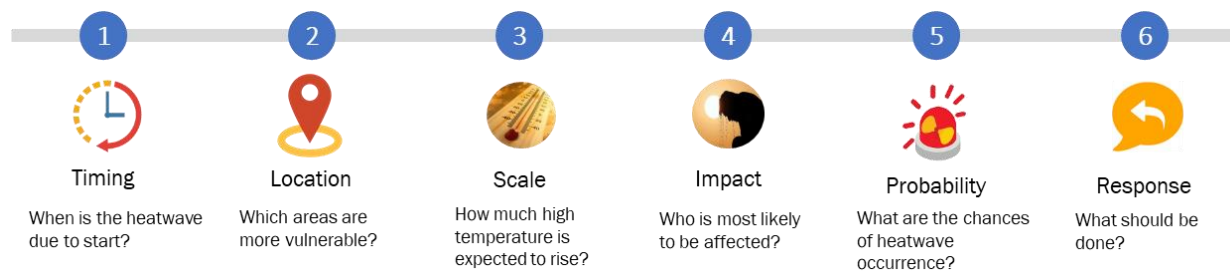 1
2
3
4
5
6
Timing
Location
Scale
Impact
Probability
Response
When is the heatwave
due to start?
Which areas are
more vulnerable?
How much high
temperature is
expected to rise?
Who is most likely
to be affected?
What are the chances
of heatwave
occurrence?
What should be
done?